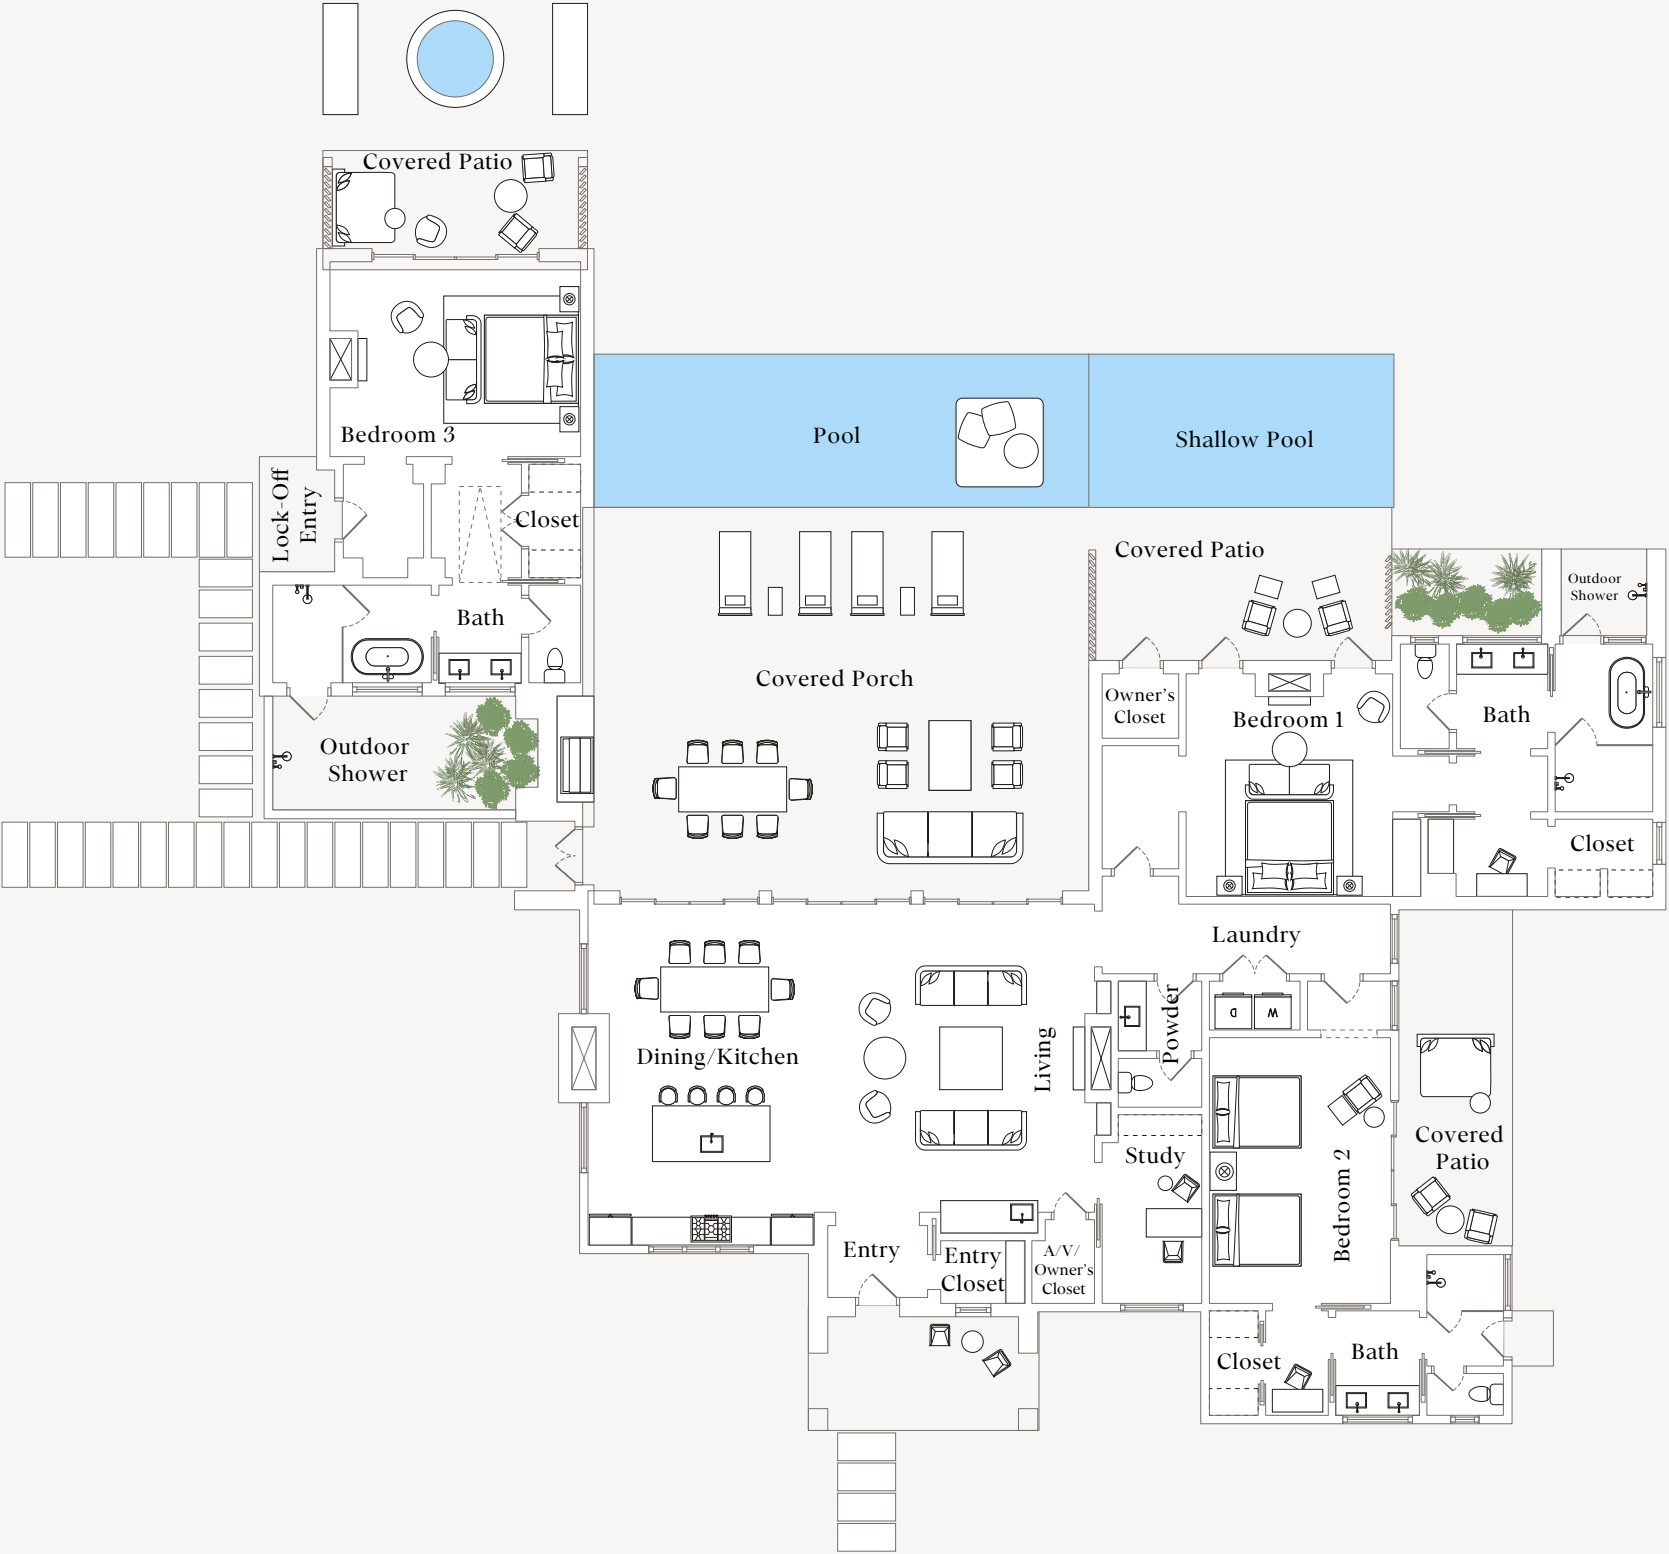 Covered Patio
Bedroom 3
Pool
Shallow Pool
Lock-Off
Entry
Closet
Covered Patio
Outdoor
Shower
Bath
Covered Porch
Owner's
Closet
Bedroom 1
Bath
Outdoor
Shower
Closet
Laundry
Powder
D
W
Dining/Kitchen
Living
Study
Bedroom 2
Covered
Patio
Entry
Entry
Closet
A/V/
Owner's
Closet
Closet
Bath
Outdoor
Shower